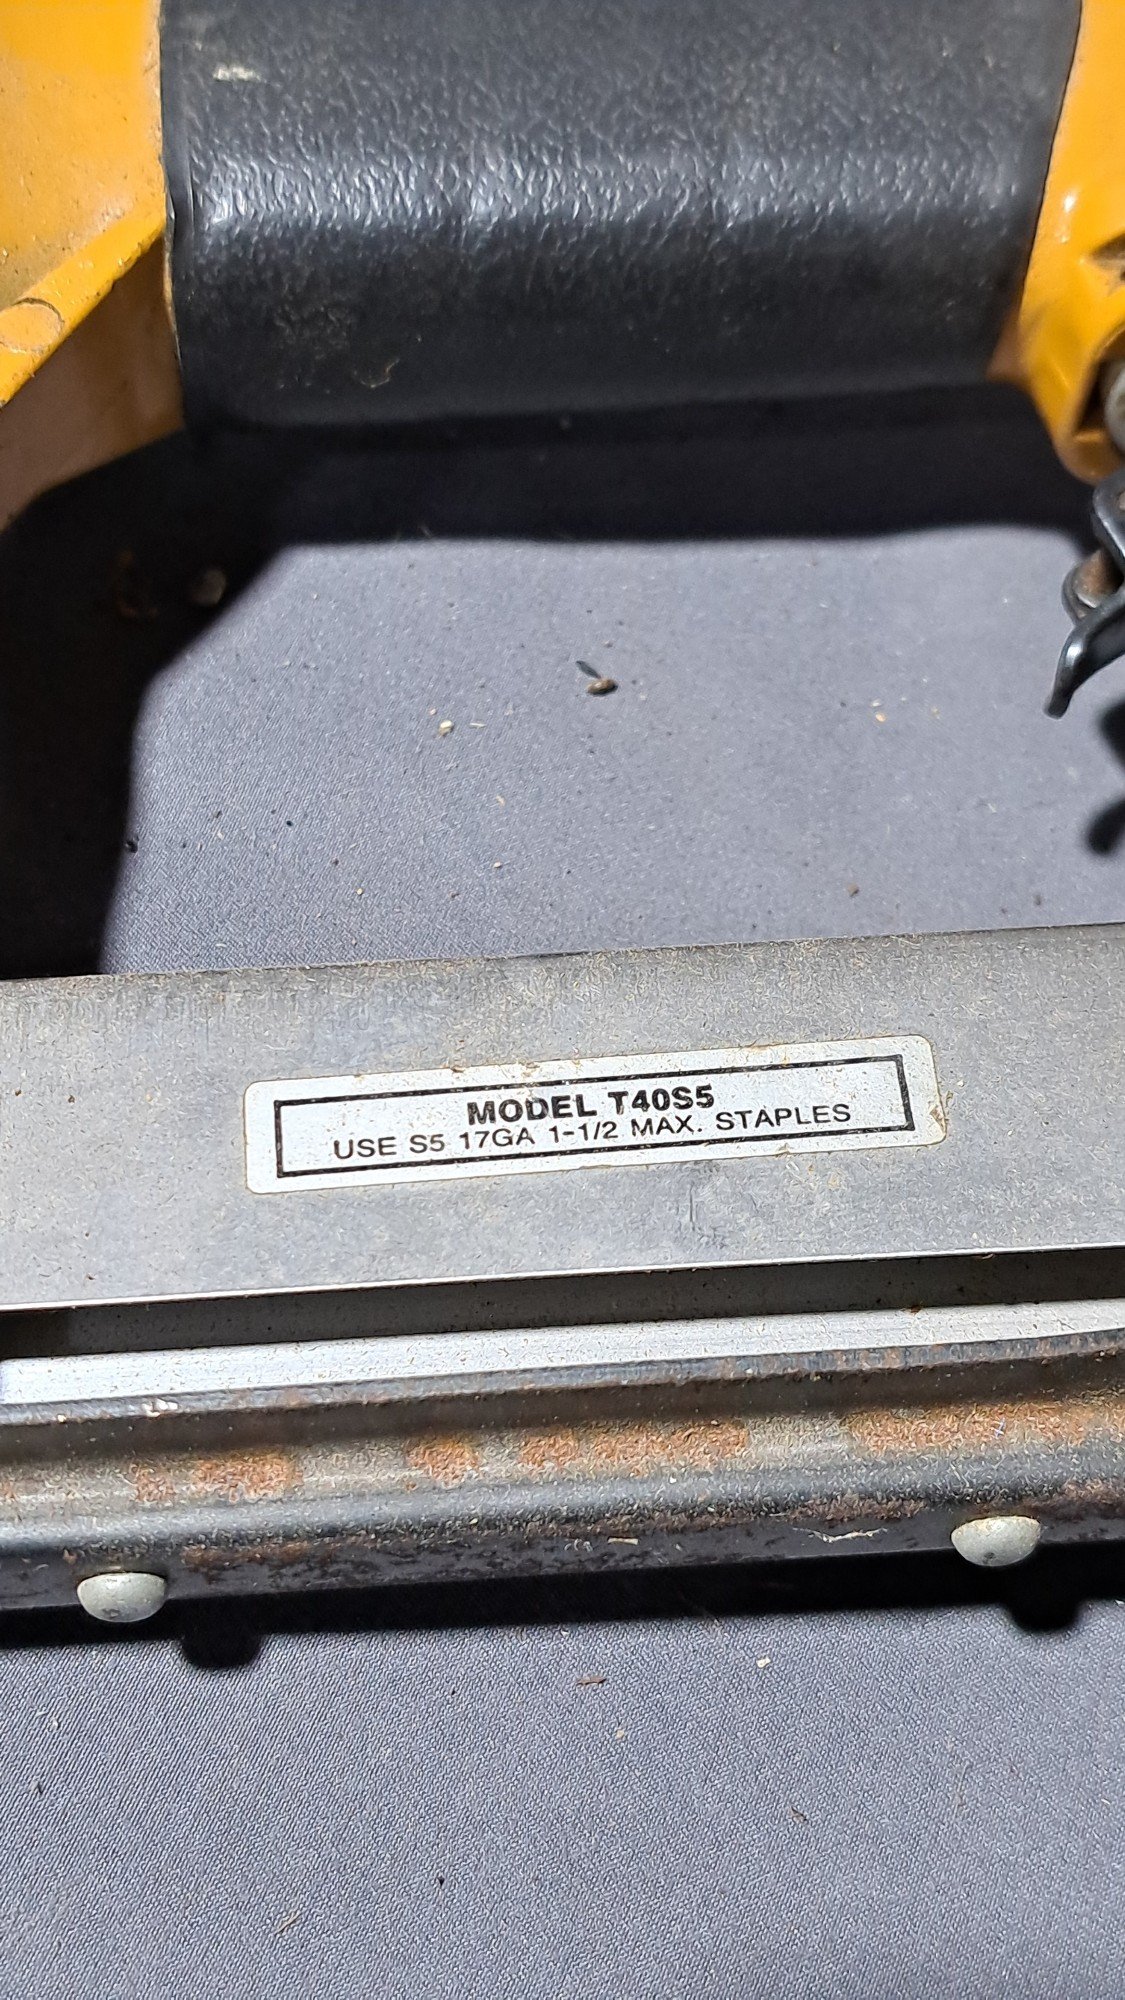 MODEL T40S5
USE S5 17GA 1-1/2 MAX. STAPLES